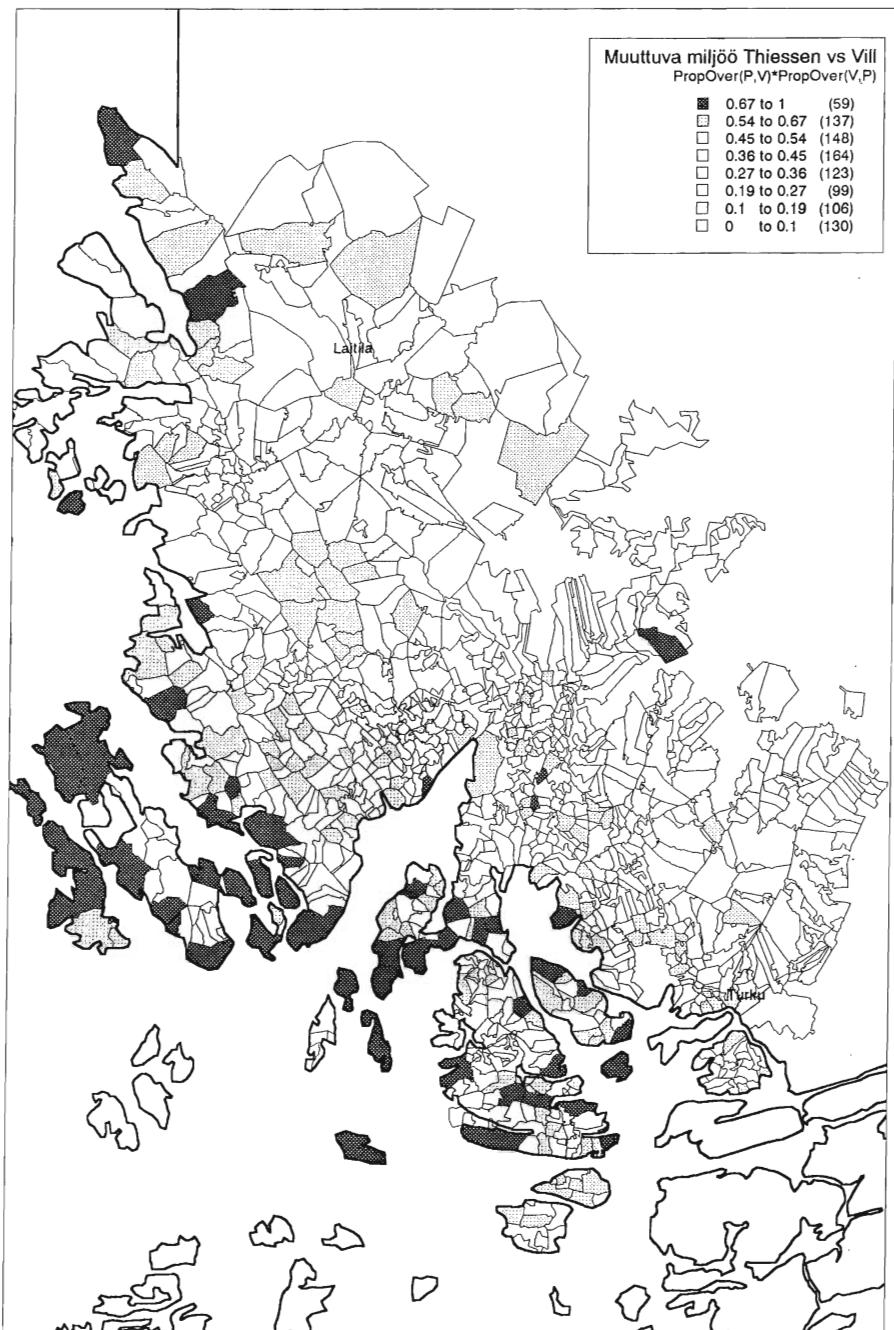 Muuttuva miljöö Thiessen vs Vill
PropOver(P,V)*PropOver(V,P)
0.67 to 1 (59)
0.54 to 0.67 (137)
0.45 to 0.54 (148)
0.36 to 0.45 (164)
0.27 to 0.36 (123)
0.19 to 0.27 (99)
0.1 to 0.19 (106)
0 to 0.1 (130)
Laitila
Turku